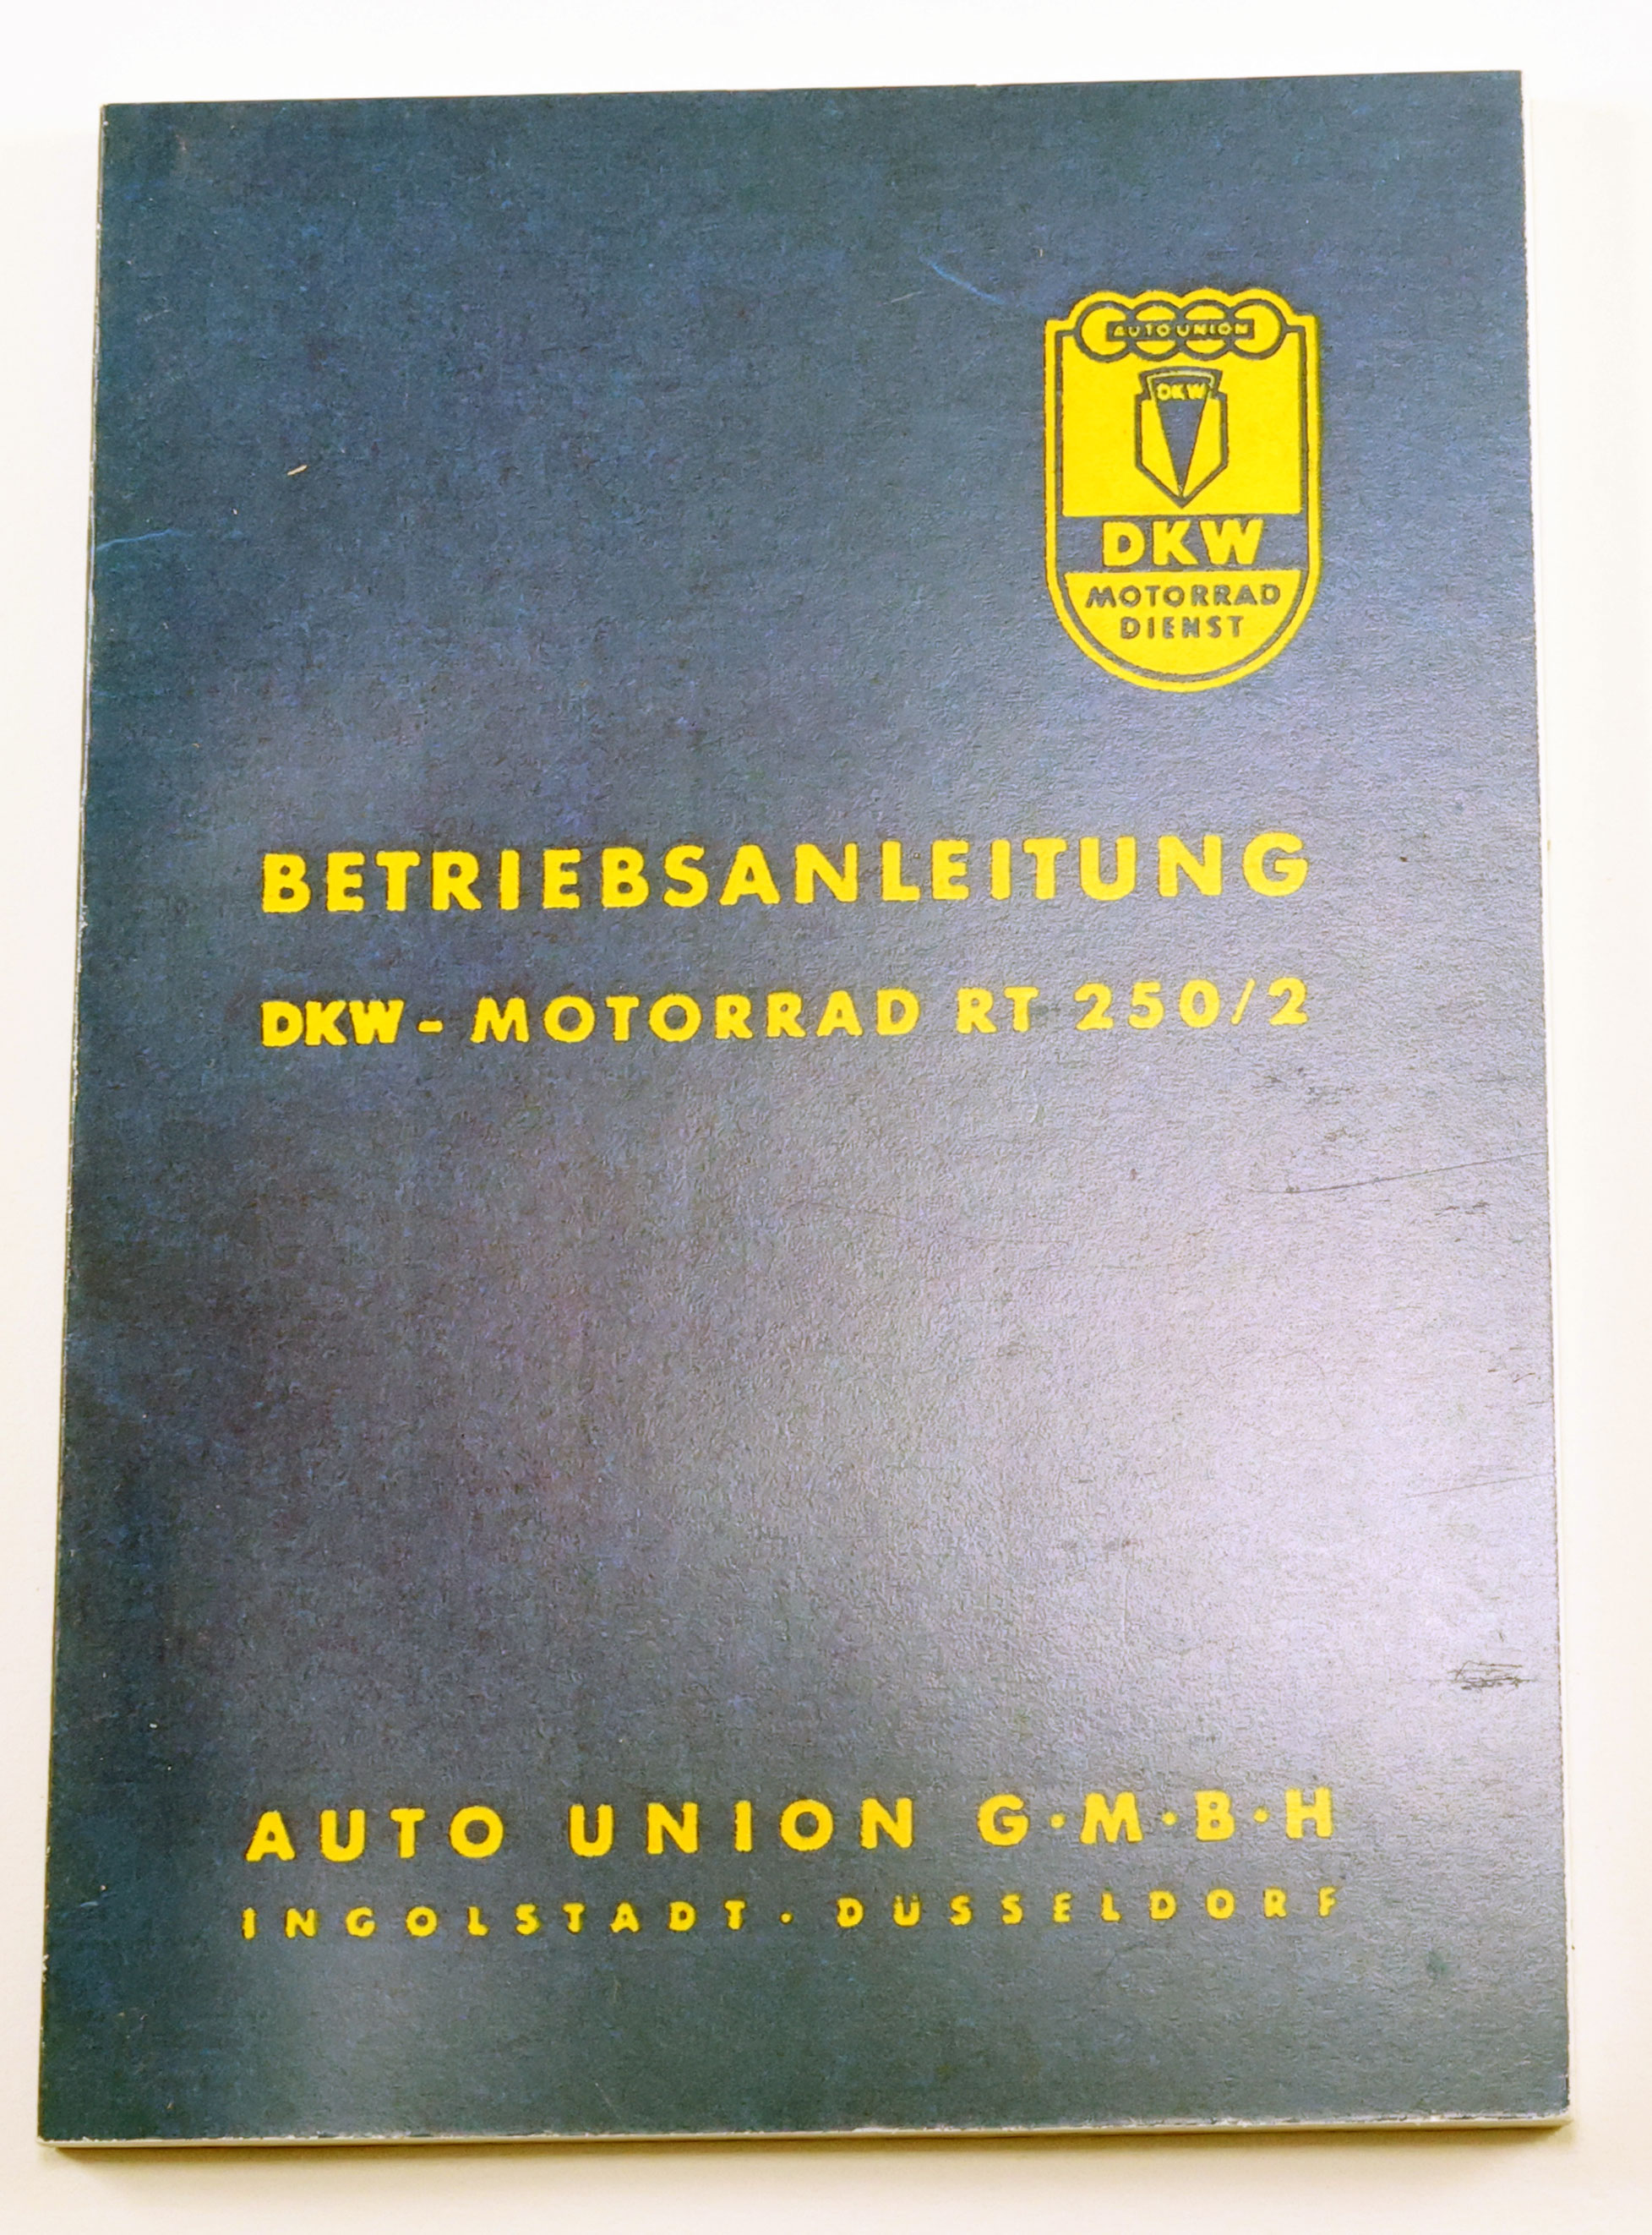 AUTO UNION
DKW
DKW
MOTORRAD
DIENST
BETRIEBSANLEITUNG
DKW - MOTORRAD RT 250/2
AUTO UNION G·M·B·H
INGOLSTADT · DÜSSELDORF